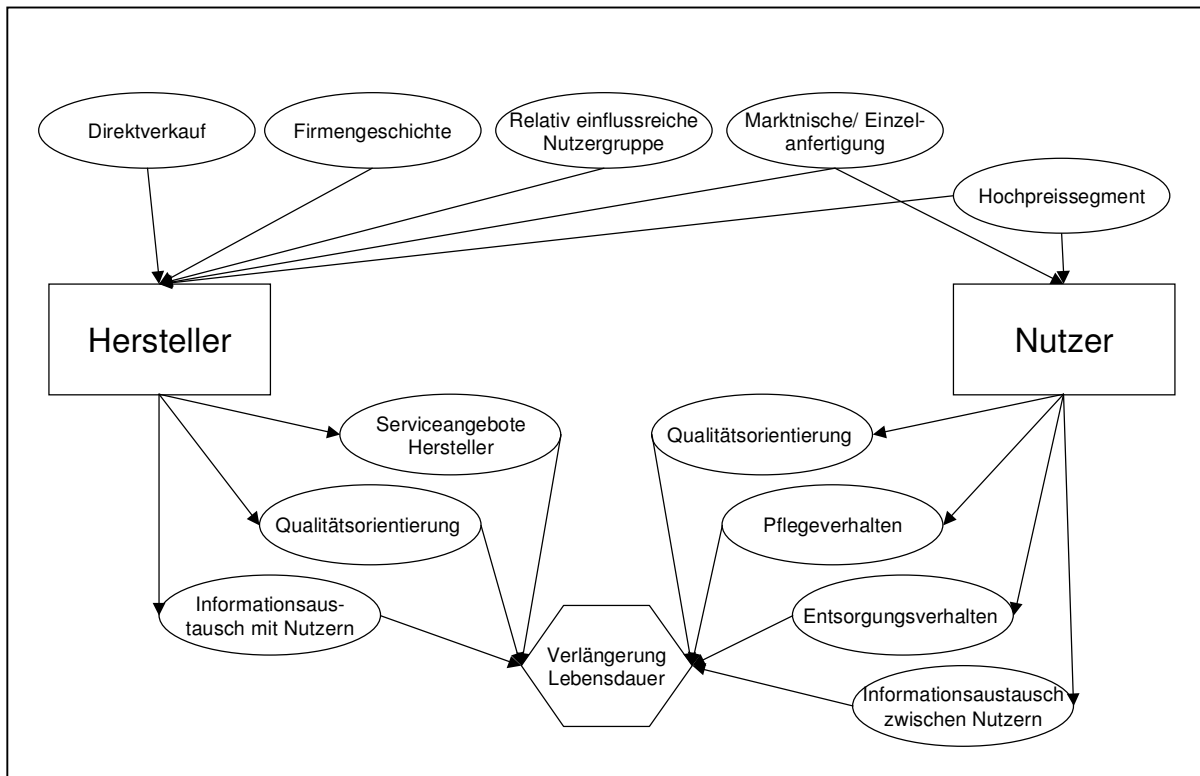 Direktverkauf
Firmengeschichte
Relativ einflussreiche
Nutzergruppe
Marktnische/ Einzel-
anfertigung
Hochpreissegment
Hersteller
Nutzer
Serviceangebote
Hersteller
Qualitätsorientierung
Qualitätsorientierung
Pflegeverhalten
Informationsaus-
tausch mit Nutzern
Entsorgungsverhalten
Verlängerung
Lebensdauer
Informationsaustausch
zwischen Nutzern